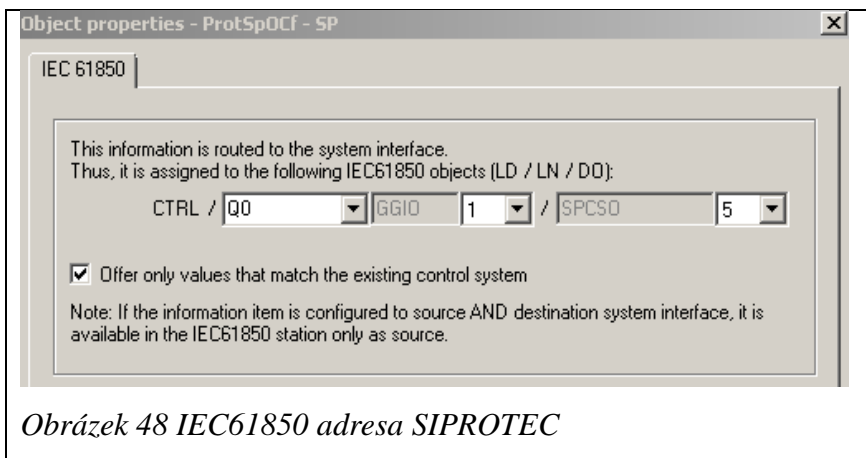 Object properties - ProtSpOCf - SP
IEC 61850
This information is routed to the system interface.
Thus, it is assigned to the following IEC61850 objects (LD / LN / DO):
CTRL / Q0 GGIO 1 / SPCSO 5
Offer only values that match the existing control system
Note: If the information item is configured to source AND destination system interface, it is
available in the IEC61850 station only as source.
Obrázek 48 IEC61850 adresa SIPROTEC